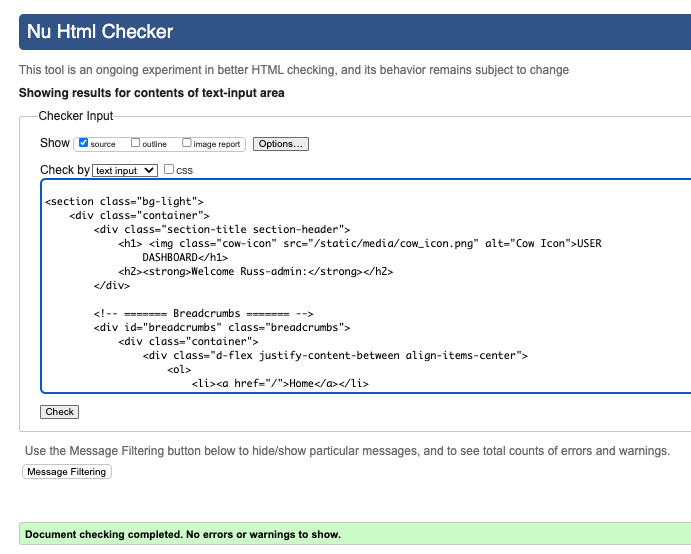 Nu Html Checker
This tool is an ongoing experiment in better HTML checking, and its behavior remains subject to change
Showing results for contents of text-input area
Checker Input
Show source outline image report Options...
Check by text input css
<section class="bg-light">
<div class="container">
<div class="section-title section-header">
<h1> <img class="cow-icon" src="/static/media/cow_icon.png" alt="Cow Icon">USER
DASHBOARD</h1>
<h2><strong>Welcome Russ-admin:</strong></h2>
</div>
<!-- ======= Breadcrumbs ======= -->
<div id="breadcrumbs" class="breadcrumbs">
<div class="container">
<div class="d-flex justify-content-between align-items-center">
<ol>
<li><a href="/">Home</a></li>
Check
Use the Message Filtering button below to hide/show particular messages, and to see total counts of errors and warnings.
Message Filtering
Document checking completed. No errors or warnings to show.